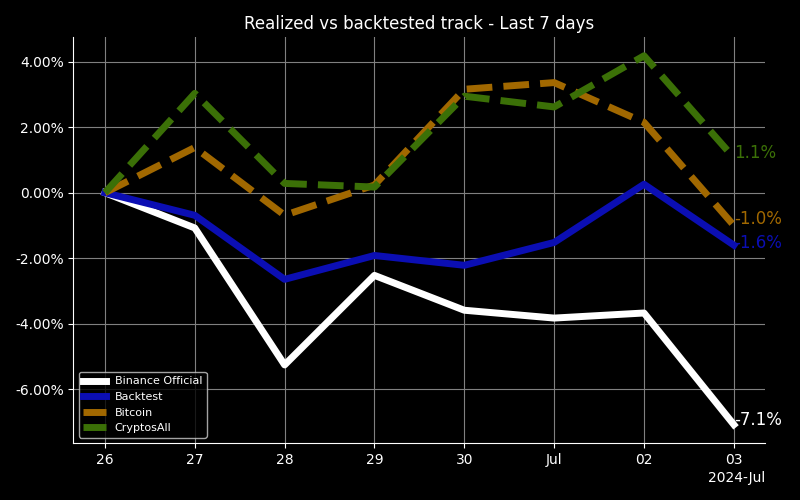 Realized vs backtested track - Last 7 days
4.00%
2.00%
0.00%
-2.00%
-4.00%
-6.00%
1.1%
-1.0%
-1.6%
-7.1%
Binance Official
Backtest
Bitcoin
CryptosAll
26 27 28 29 30 Jul 02 03
2024-Jul